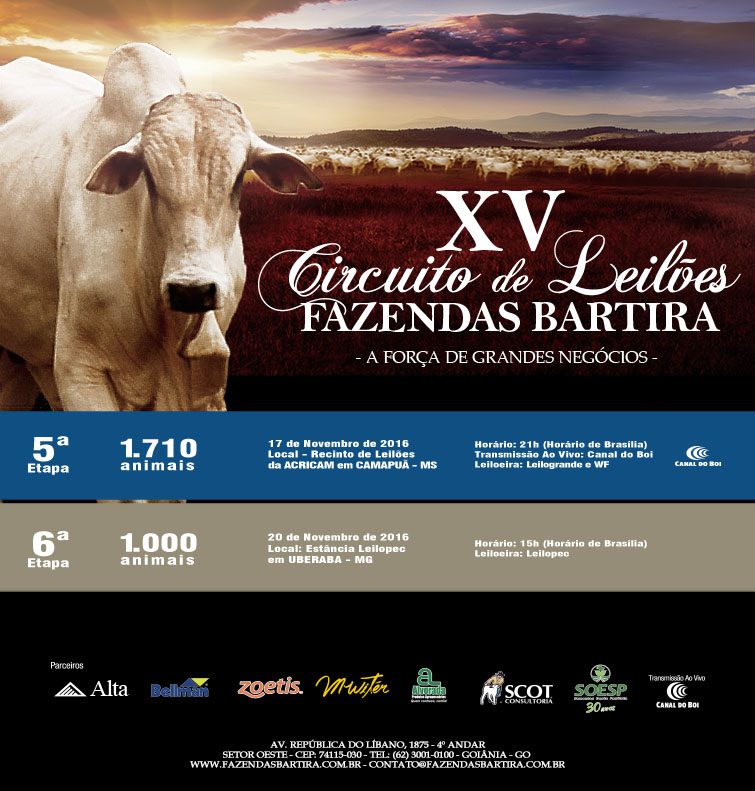 XV
Circuito de Leilões
FAZENDAS BARTIRA
- A FORÇA DE GRANDES NEGÓCIOS -
5ª
Etapa
1.710
animais
17 de Novembro de 2016
Local - Recinto de Leilões
da ACRICAM em CAMAPUÃ - MS
Horário: 21h (Horário de Brasília)
Transmissão Ao Vivo: Canal do Boi
Leiloeira: Leilogrande e WF
CANAL DO BOI
6ª
Etapa
1.000
animais
20 de Novembro de 2016
Local: Estância Leilopec
em UBERABA - MG
Horário: 15h (Horário de Brasília)
Leiloeira: Leilopec
Parceiros
Alta
Bellman
zoetis.
Alvorada
Produtos Agropecuários
SCOT
CONSULTORIA
SOESP
30 anos
Transmissão Ao Vivo
CANAL DO BOI
AV. REPÚBLICA DO LÍBANO, 1875 - 4º ANDAR
SETOR OESTE - CEP: 74115-030 - TEL: (62) 3001-0100 - GOIÂNIA - GO
WWW.FAZENDASBARTIRA.COM.BR - CONTATO@FAZENDASBARTIRA.COM.BR